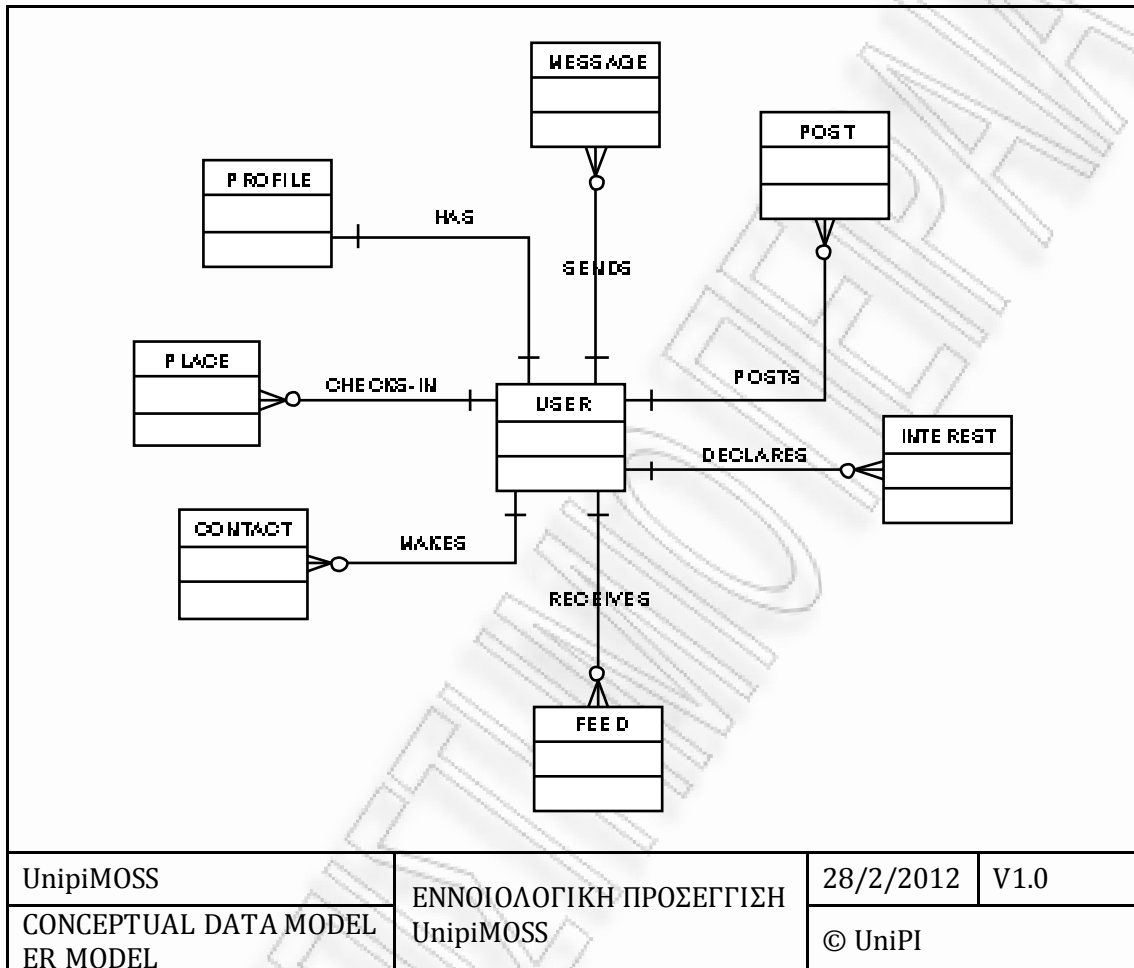 MESSAGE
POST
PROFILE
HAS
SENDS
PLACE
CHECKS-IN
USER
POSTS
INTEREST
DECLARES
CONTACT
MAKES
RECEIVES
FEED
UnipiMOSS
CONCEPTUAL DATA MODEL
ER MODEL
ΕΝΝΟΙΟΛΟΓΙΚΗ ΠΡΟΣΕΓΓΙΣΗ
UnipiMOSS
28/2/2012
V1.0
© UniPI